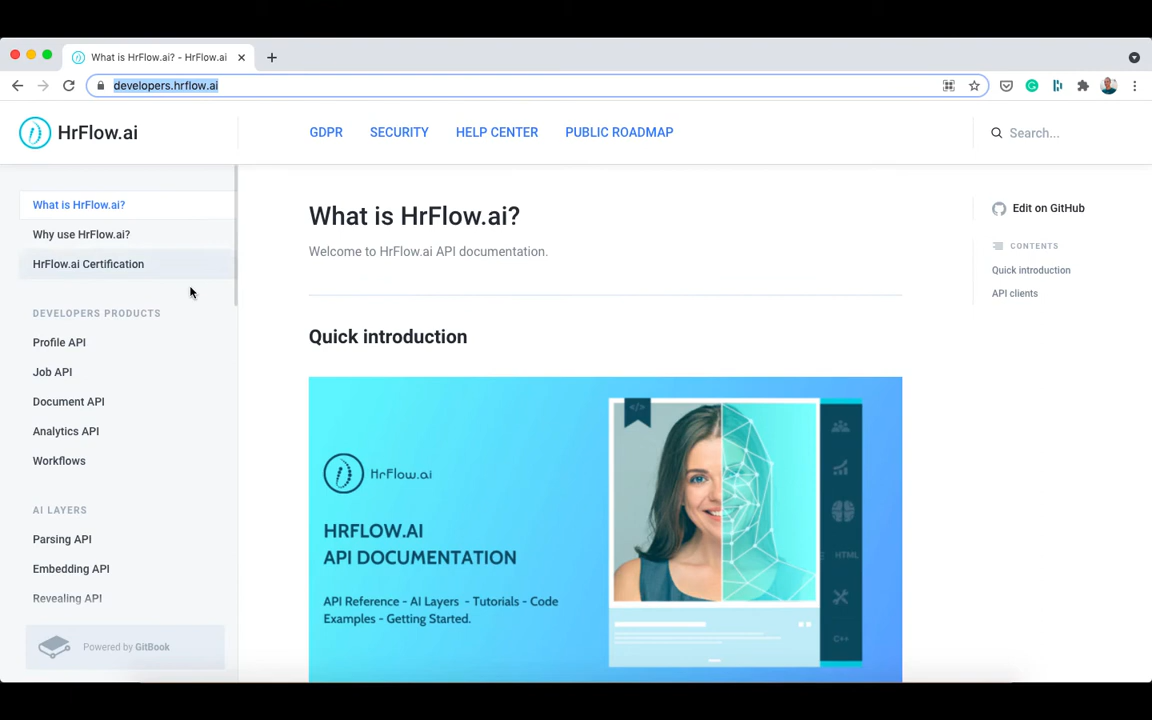 What is HrFlow.ai? - HrFlow.ai
developers.hrflow.ai
HrFlow.ai
GDPR
SECURITY
HELP CENTER
PUBLIC ROADMAP
Search...
What is HrFlow.ai?
Why use HrFlow.ai?
HrFlow.ai Certification
DEVELOPERS PRODUCTS
Profile API
Job API
Document API
Analytics API
Workflows
AI LAYERS
Parsing API
Embedding API
Revealing API
Powered by GitBook
What is HrFlow.ai?
Welcome to HrFlow.ai API documentation.
Quick introduction
HrFlow.ai
HRFLOW.AI
API DOCUMENTATION
API Reference - AI Layers - Tutorials - Code
Examples - Getting Started.
</>
HTML
C++
Edit on GitHub
CONTENTS
Quick introduction
API clients